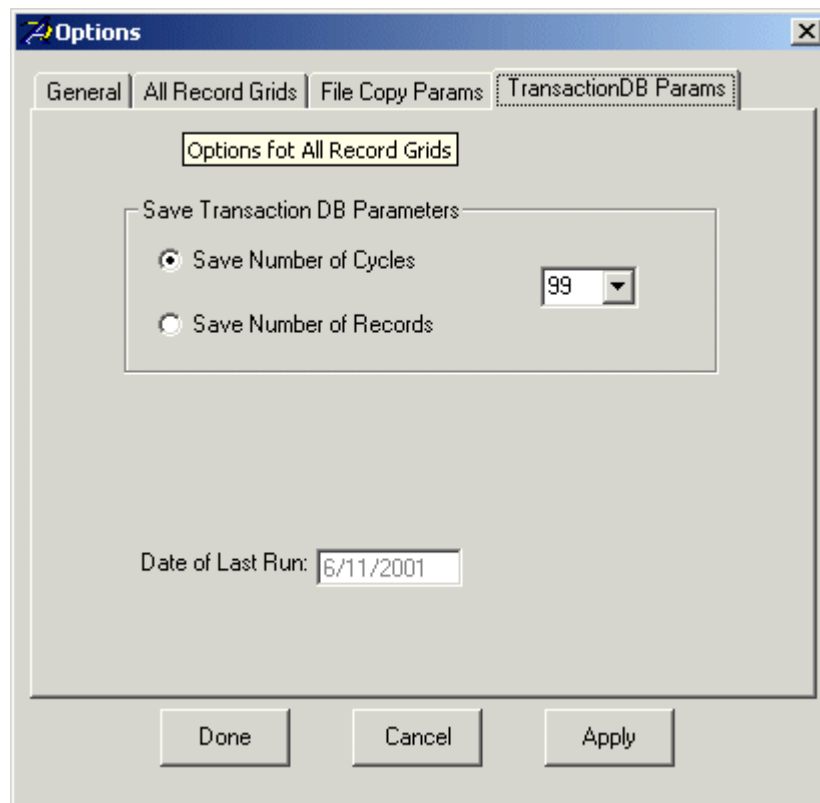 Options
General All Record Grids File Copy Params TransactionDB Params
Options fot All Record Grids
Save Transaction DB Parameters
Save Number of Cycles
99
Save Number of Records
Date of Last Run: 6/11/2001
Done Cancel Apply